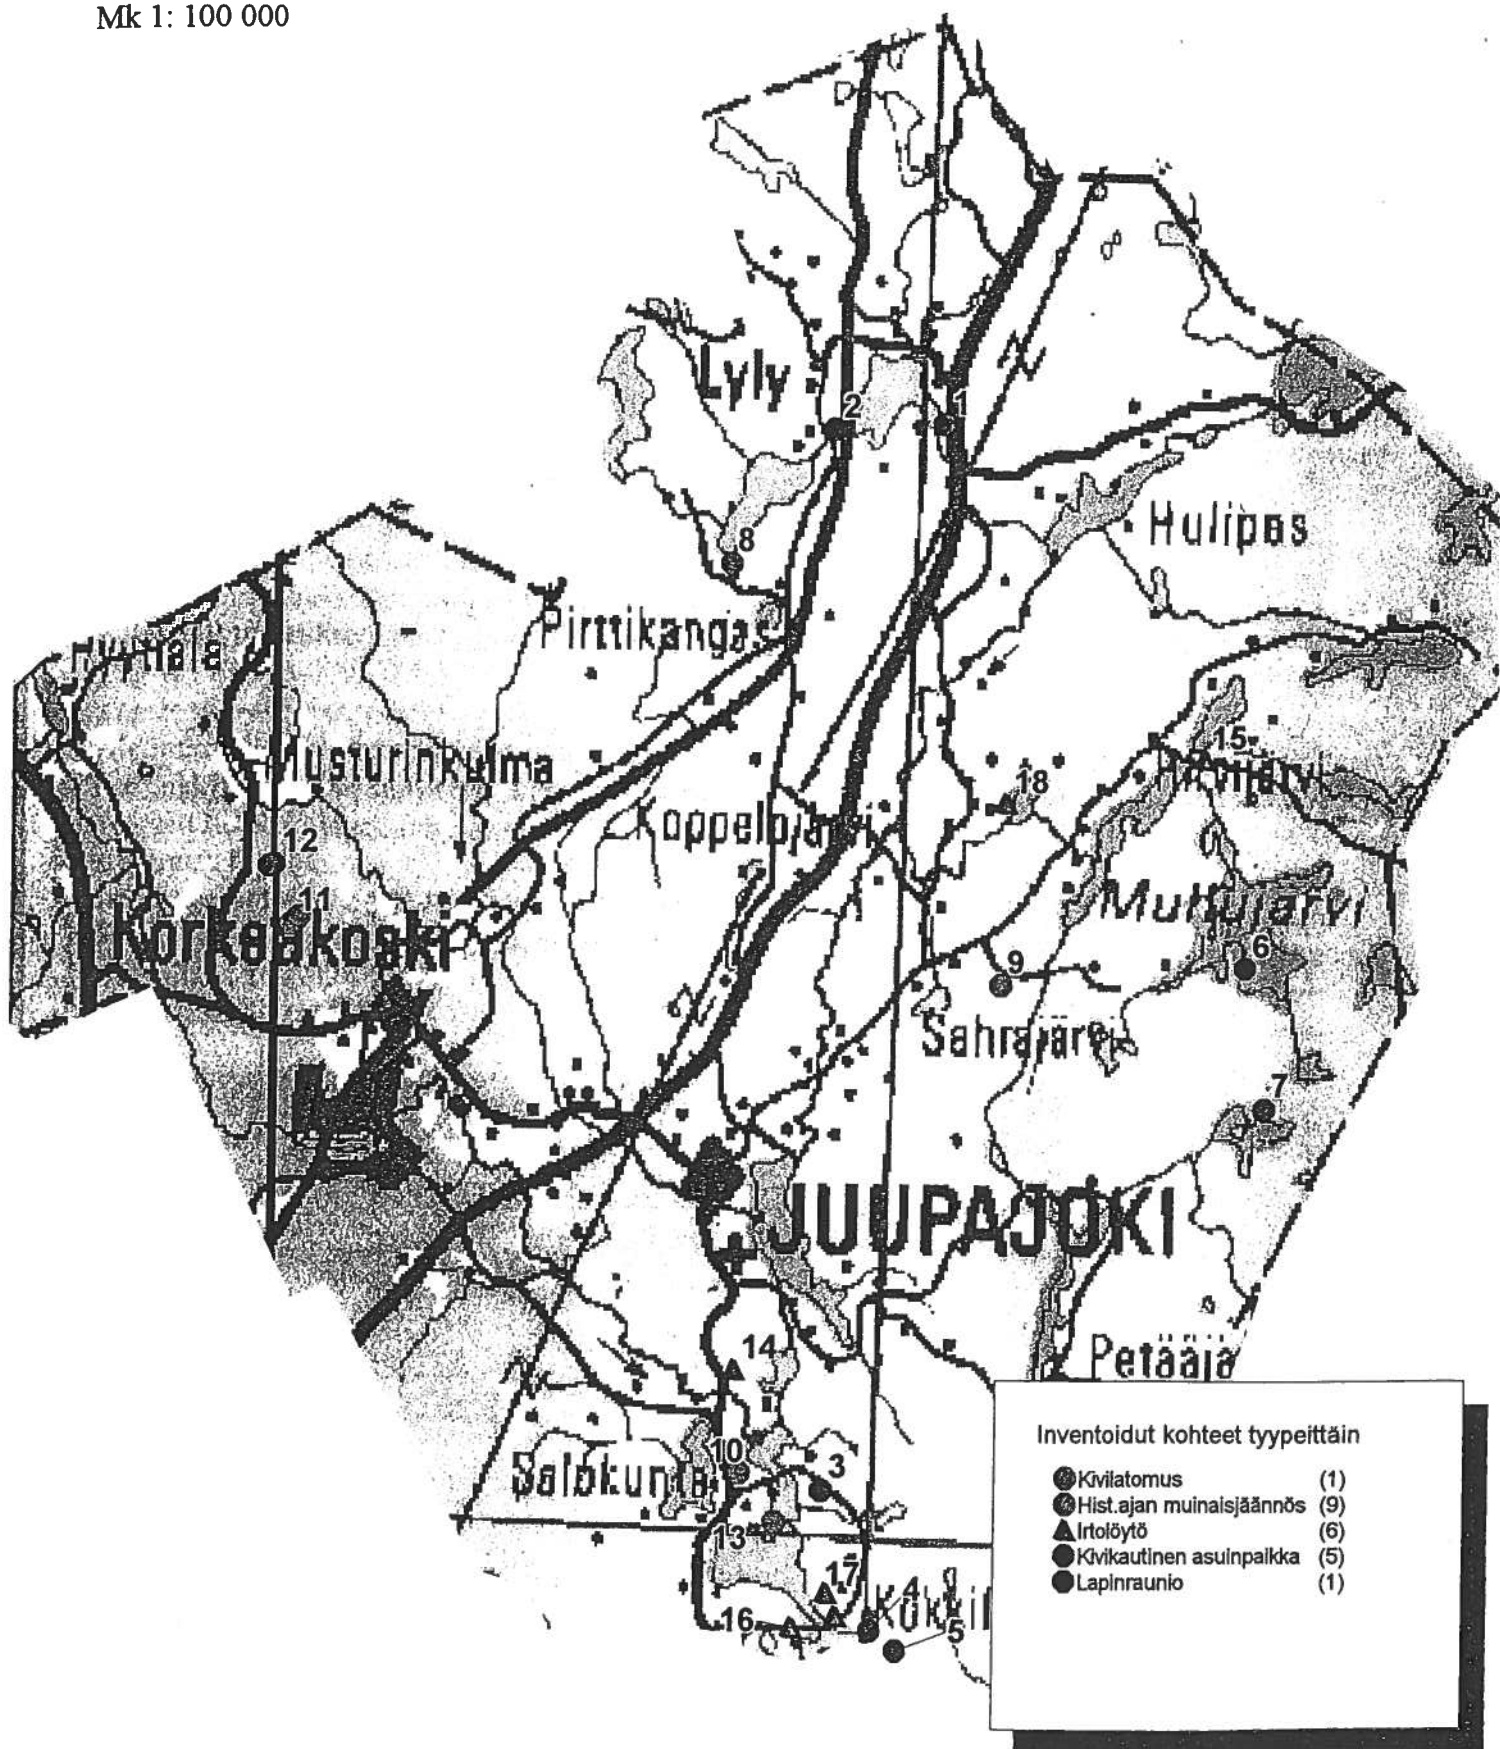 Mk 1: 100 000
Lyly
2
1
8
Hulipas
Pirttikangas
Hyytiälä
Musturinkulma
15
18
Koppelojärvi
12
11
Korkeakoski
6
9
Sahrajärvi
7
JUUPAJOKI
14
Petääjä
10
3
Salokunta
13
17
4
16
5
Inventoidut kohteet tyypeittäin
Kivilatomus (1)
Hist.ajan muinaisjäännös (9)
Irtolöytö (6)
Kivikautinen asuinpaikka (5)
Lapinraunio (1)